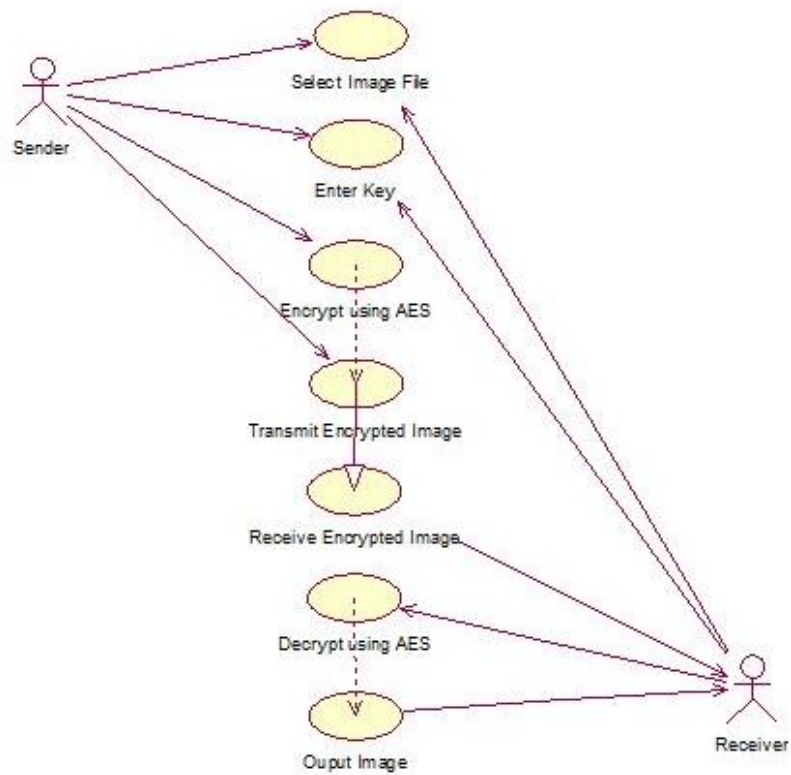 Select Image File
Sender
Enter Key
Encrypt using AES
Transmit Encrypted Image
Receive Encrypted Image
Decrypt using AES
Receiver
Ouput Image